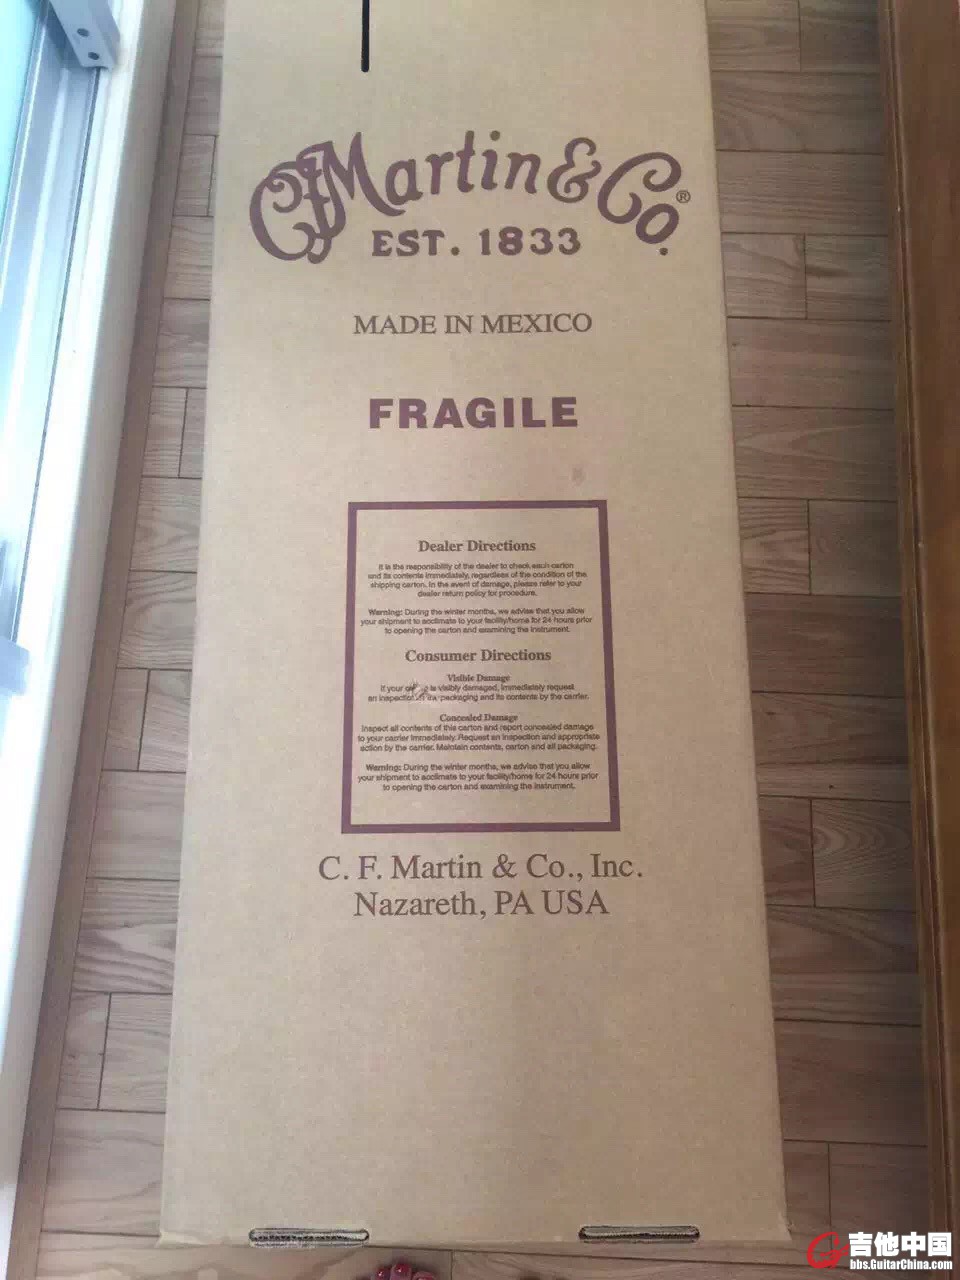 CF Martin & Co.®
EST. 1833
MADE IN MEXICO
FRAGILE
Dealer Directions
It is the responsibility of the dealer to check each carton
and its contents immediately, regardless of the condition of the
shipping carton. In the event of damage, please refer to your
dealer return policy for procedure.
Warning: During the winter months, we advise that you allow
your shipment to acclimate to your facility/home for 24 hours prior
to opening the carton and examining the instrument.
Consumer Directions
Visible Damage
If your is visibly damaged, immediately request
an inspection packaging and its contents by the carrier.
Concealed Damage
Inspect all contents of this carton and report concealed damage
to your carrier immediately. Request an inspection and appropriate
action by the carrier. Maintain contents, carton and all packaging.
Warning: During the winter months, we advise that you allow
your shipment to acclimate to your facility/home for 24 hours prior
to opening the carton and examining the instrument.
C. F. Martin & Co., Inc.
Nazareth, PA USA
吉他中国
bbs.GuitarChina.com